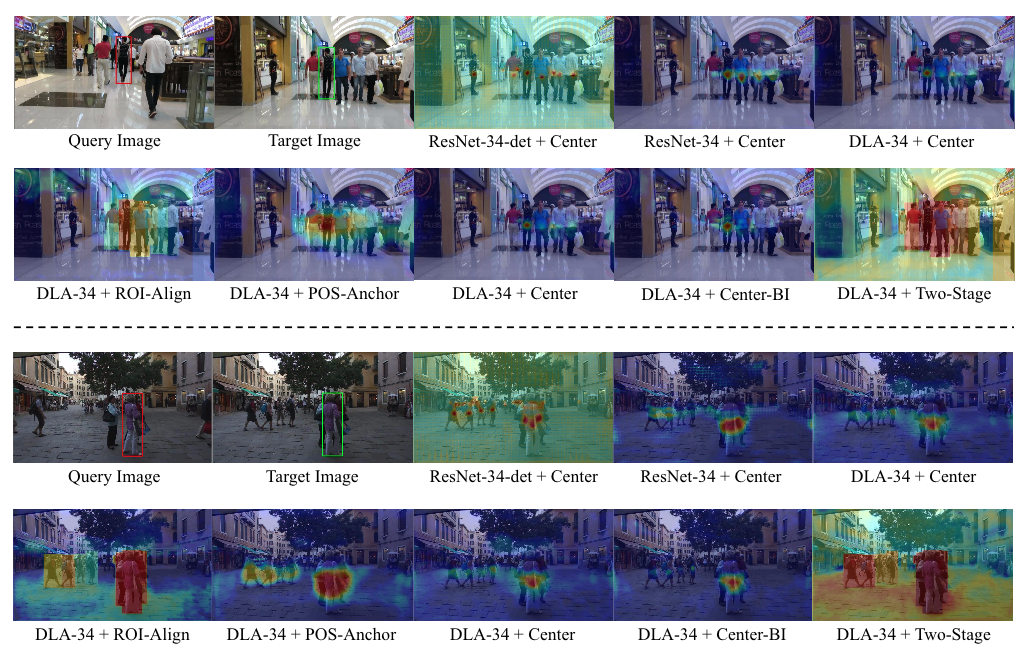 Query Image
Target Image
ResNet-34-det + Center
ResNet-34 + Center
DLA-34 + Center
DLA-34 + ROI-Align
DLA-34 + POS-Anchor
DLA-34 + Center
DLA-34 + Center-BI
DLA-34 + Two-Stage
Query Image
Target Image
ResNet-34-det + Center
ResNet-34 + Center
DLA-34 + Center
DLA-34 + ROI-Align
DLA-34 + POS-Anchor
DLA-34 + Center
DLA-34 + Center-BI
DLA-34 + Two-Stage